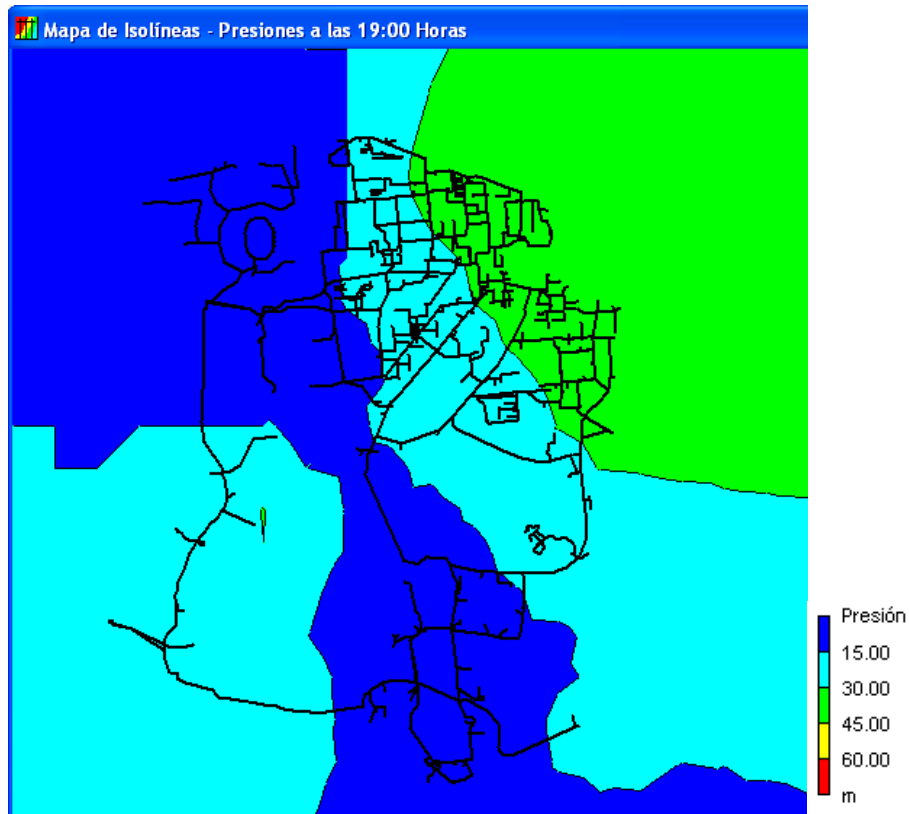 Mapa de Isolíneas - Presiones a las 19:00 Horas
Presión
15.00
30.00
45.00
60.00
m